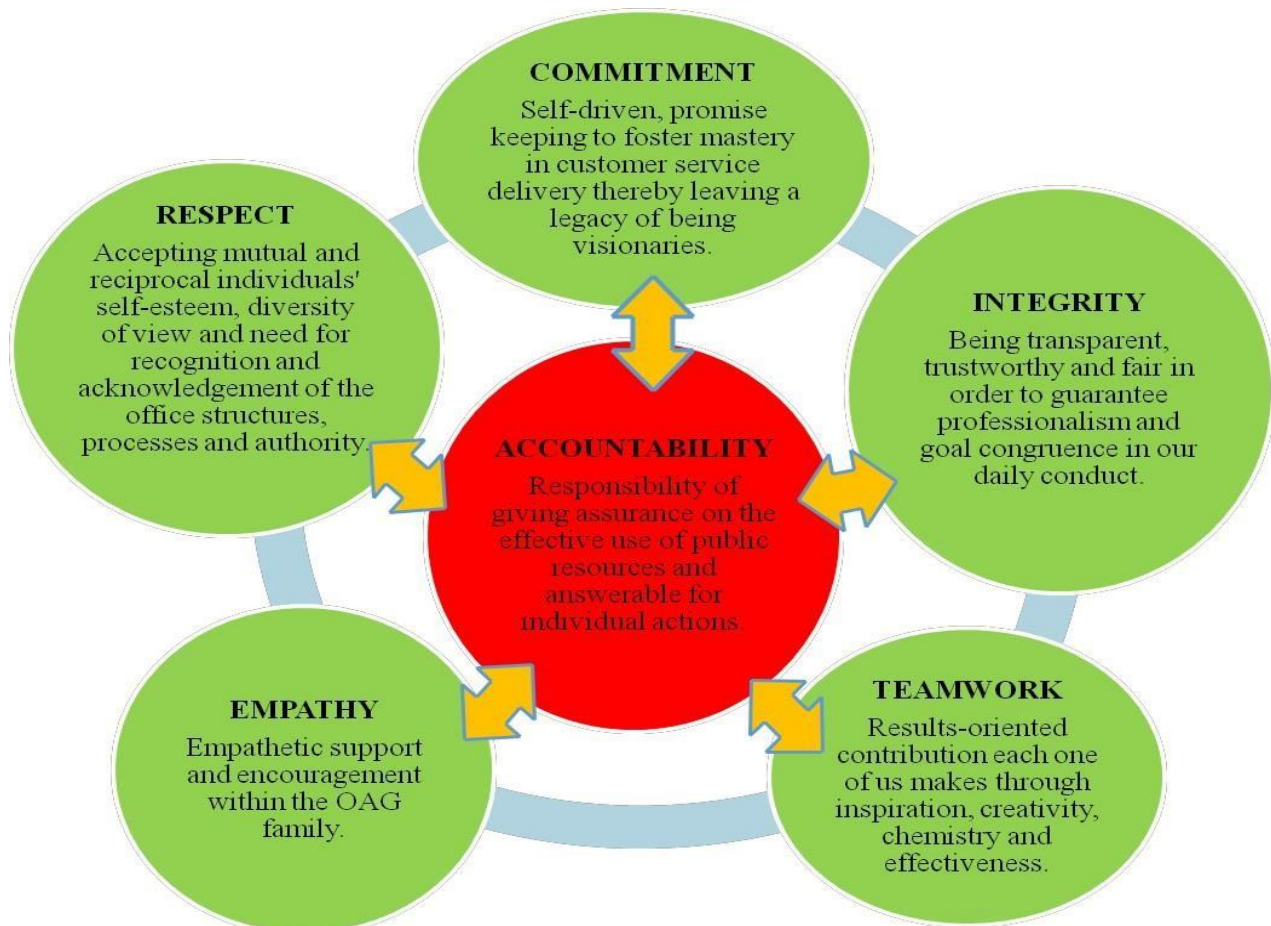 COMMITMENT
Self-driven, promise
keeping to foster mastery
in customer service
delivery thereby leaving a
legacy of being
visionaries.
RESPECT
Accepting mutual and
reciprocal individuals'
self-esteem, diversity
of view and need for
recognition and
acknowledgement of the
office structures,
processes and authority.
INTEGRITY
Being transparent,
trustworthy and fair in
order to guarantee
professionalism and
goal congruence in our
daily conduct.
ACCOUNTABILITY
Responsibility of
giving assurance on the
effective use of public
resources and
answerable for
individual actions.
EMPATHY
Empathetic support
and encouragement
within the OAG
family.
TEAMWORK
Results-oriented
contribution each one
of us makes through
inspiration, creativity,
chemistry and
effectiveness.